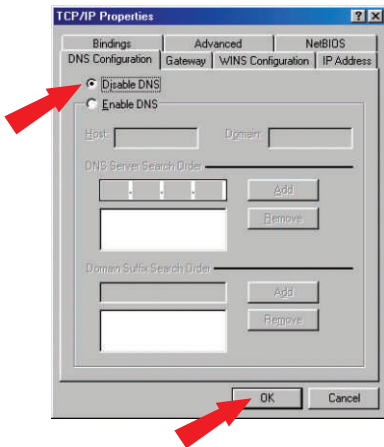 TCP/IP Properties
Bindings Advanced NetBIOS
DNS Configuration Gateway WINS Configuration IP Address
Disable DNS
Enable DNS
Host: Domain:
DNS Server Search Order
Add
Remove
Domain Suffix Search Order
Add
Remove
OK Cancel